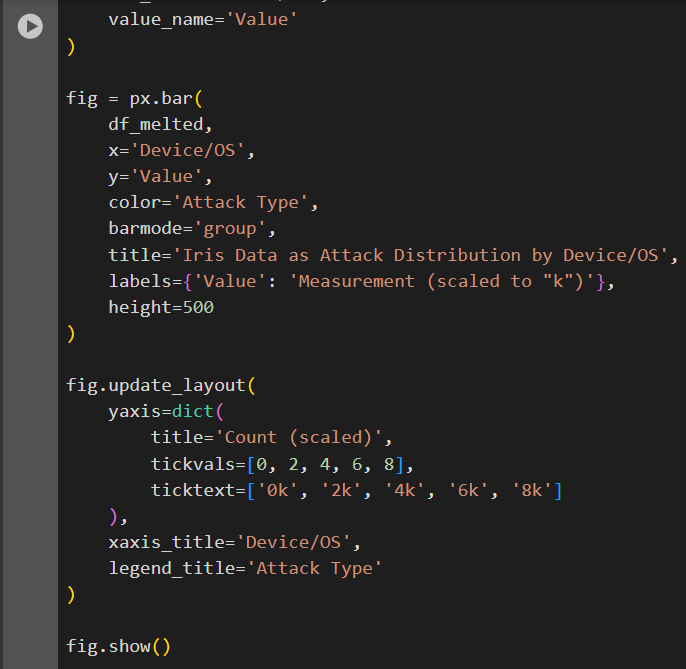 value_name='Value'
)
fig = px.bar(
df_melted,
x='Device/OS',
y='Value',
color='Attack Type',
barmode='group',
title='Iris Data as Attack Distribution by Device/OS',
labels={'Value': 'Measurement (scaled to "k")'},
height=500
)
fig.update_layout(
yaxis=dict(
title='Count (scaled)',
tickvals=[0, 2, 4, 6, 8],
ticktext=['0k', '2k', '4k', '6k', '8k']
),
xaxis_title='Device/OS',
legend_title='Attack Type'
)
fig.show()